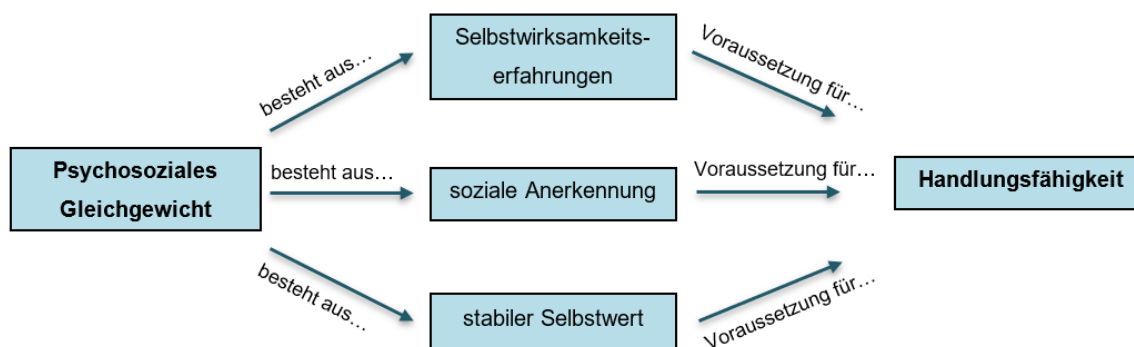 Selbstwirksamkeits-
erfahrungen
Voraussetzung für…
besteht aus…
Psychosoziales
Gleichgewicht
besteht aus…
soziale Anerkennung
Voraussetzung für…
Handlungsfähigkeit
besteht aus…
stabiler Selbstwert
Voraussetzung für…